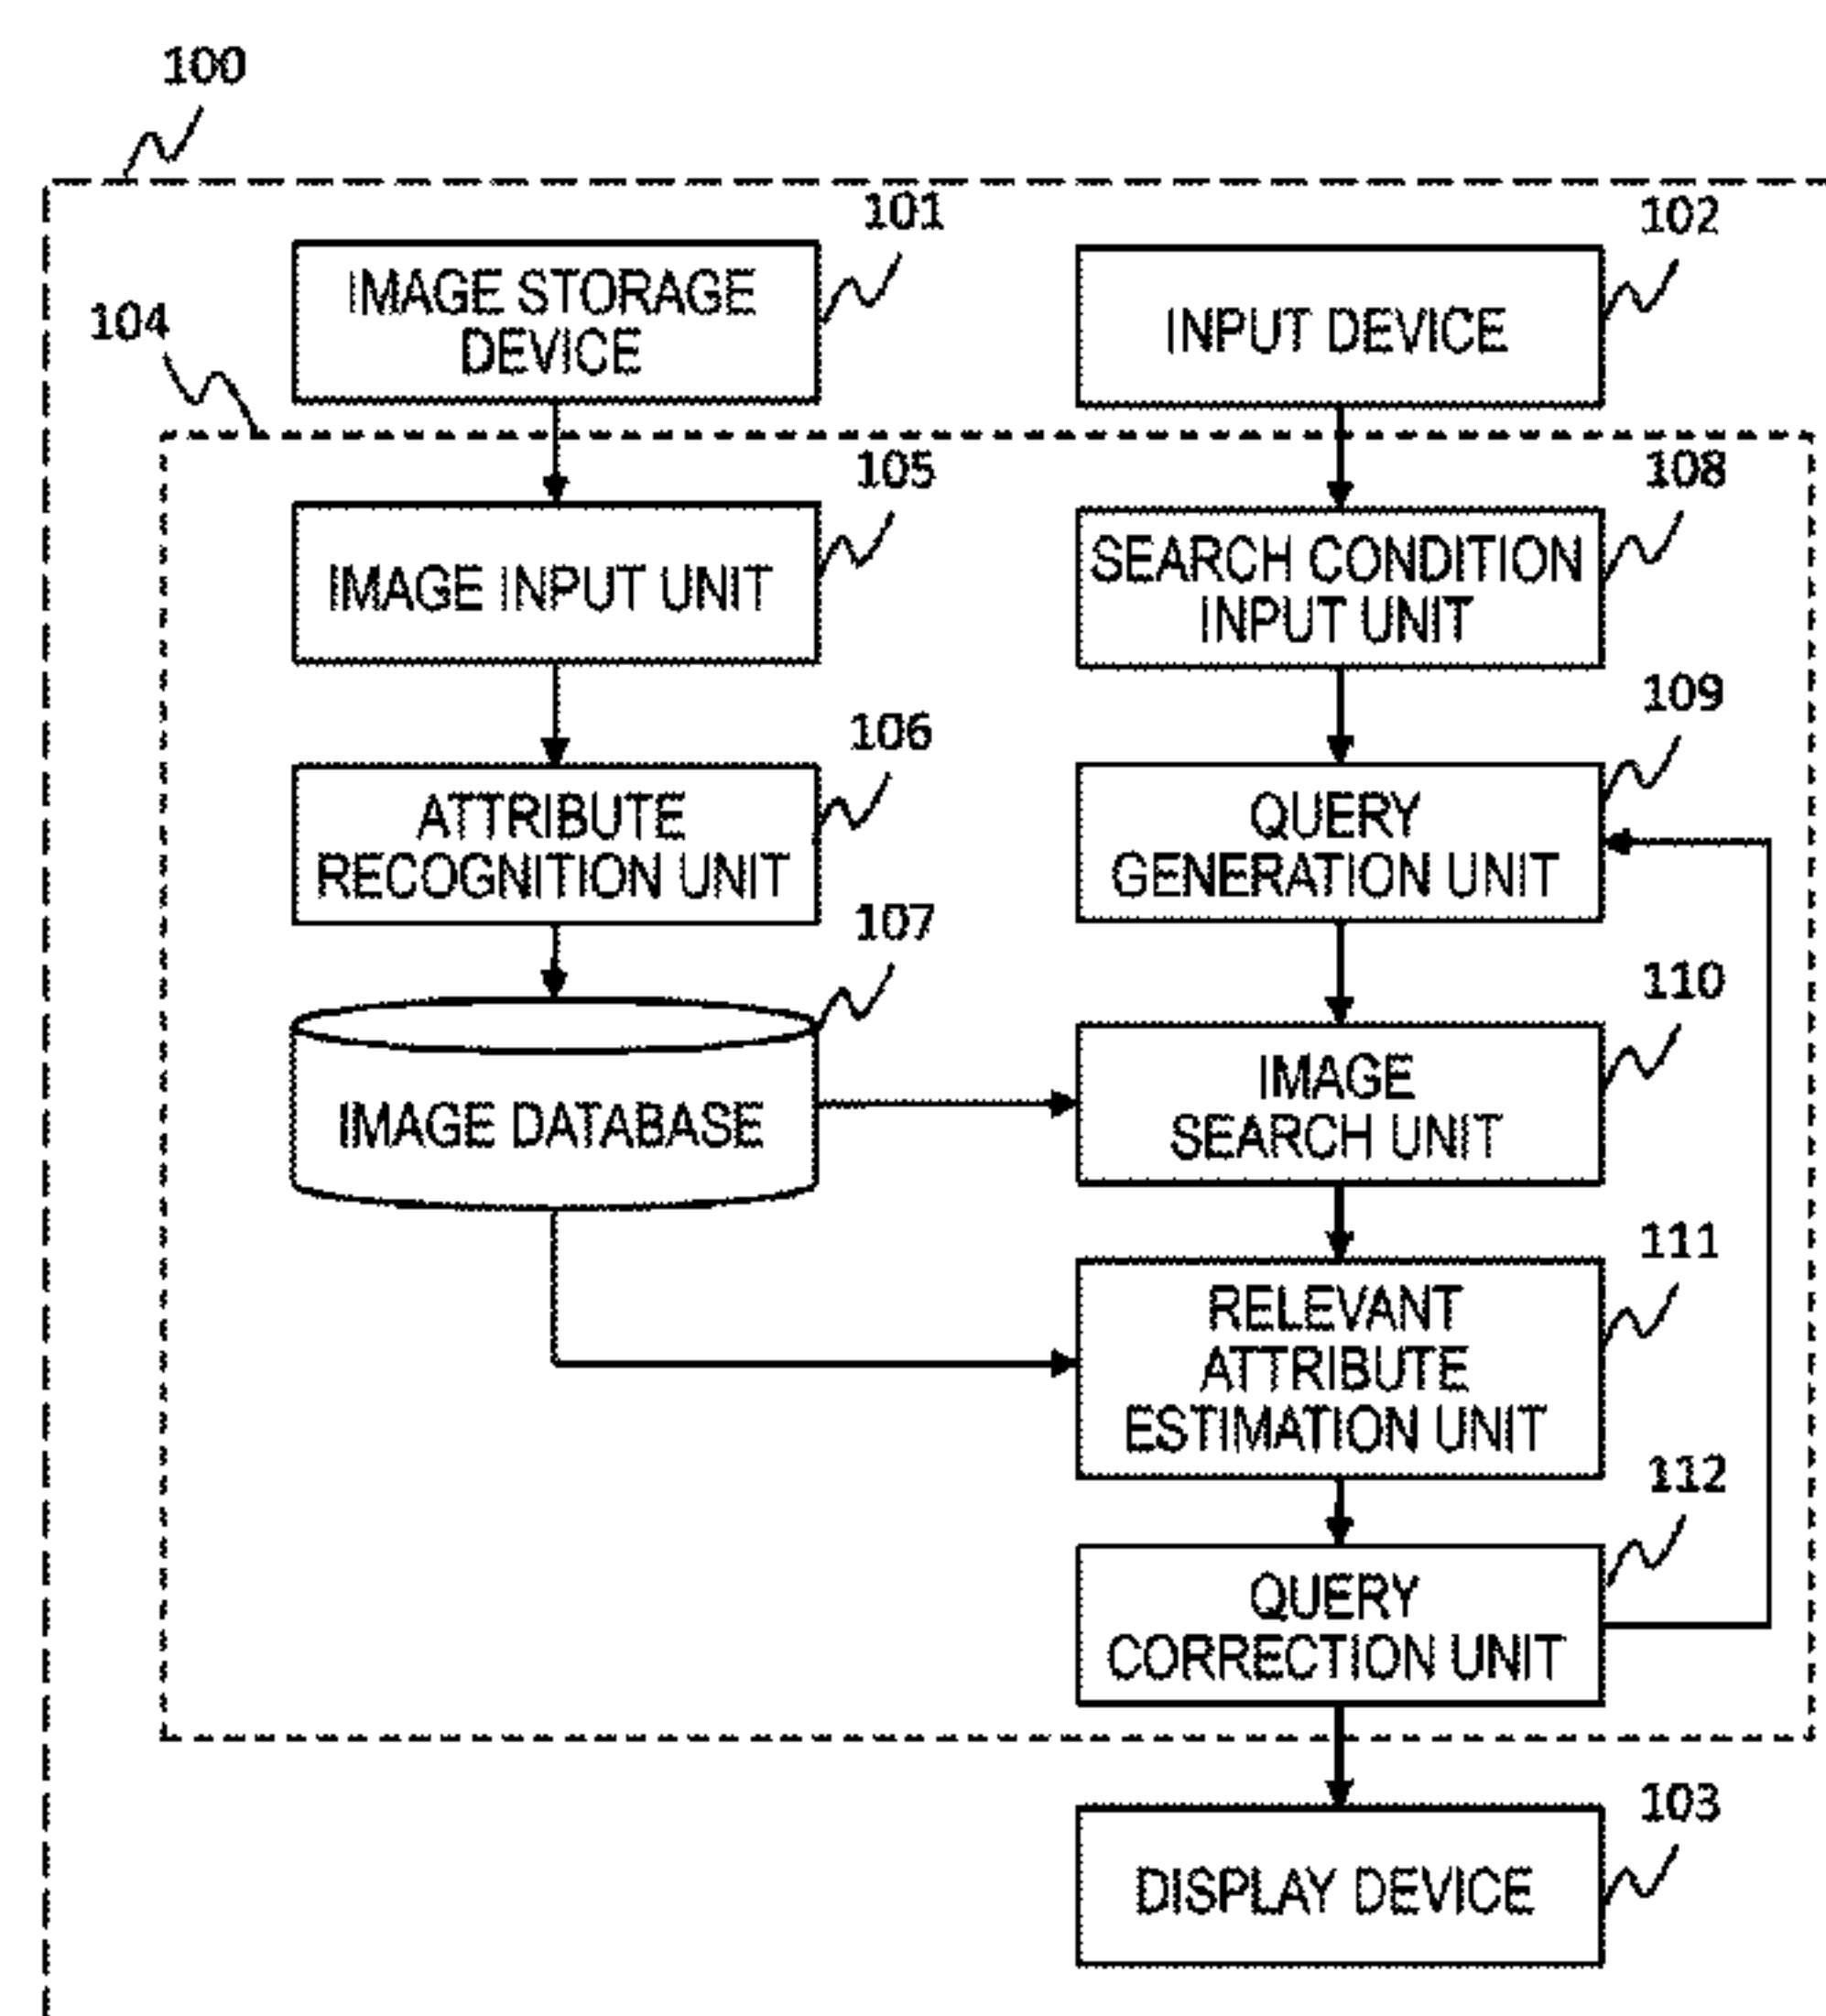 100
101
102
IMAGE STORAGE
DEVICE
INPUT DEVICE
104
105
108
IMAGE INPUT UNIT
SEARCH CONDITION
INPUT UNIT
106
109
ATTRIBUTE
RECOGNITION UNIT
QUERY
GENERATION UNIT
107
110
IMAGE DATABASE
IMAGE
SEARCH UNIT
111
RELEVANT
ATTRIBUTE
ESTIMATION UNIT
112
QUERY
CORRECTION UNIT
103
DISPLAY DEVICE